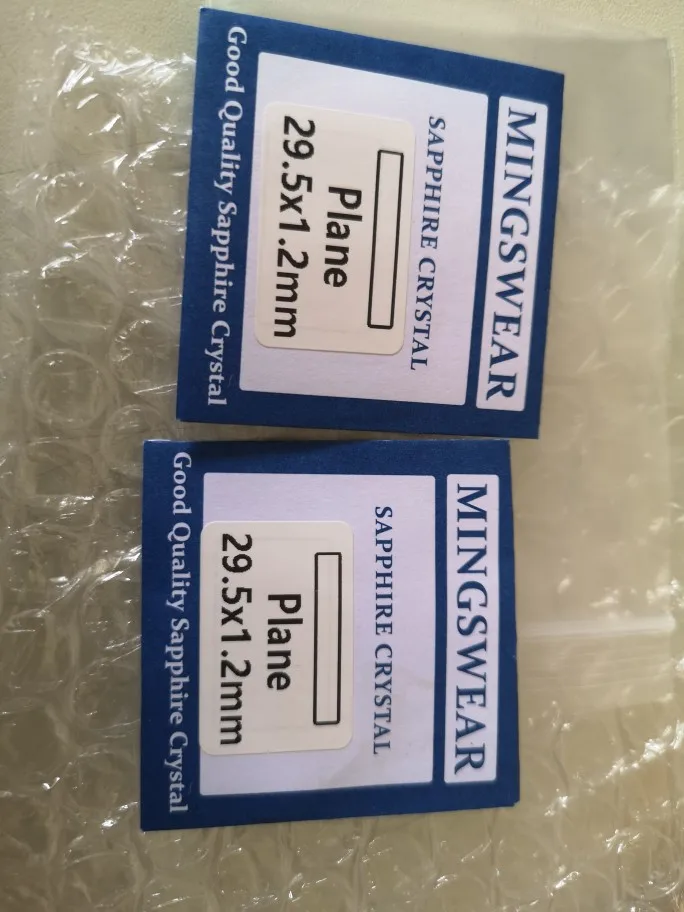 MINGSWEAR
SAPPHIRE CRYSTAL
Plane
29.5x1.2mm
Good Quality Sapphire Crystal
MINGSWEAR
SAPPHIRE CRYSTAL
Plane
29.5x1.2mm
Good Quality Sapphire Crystal